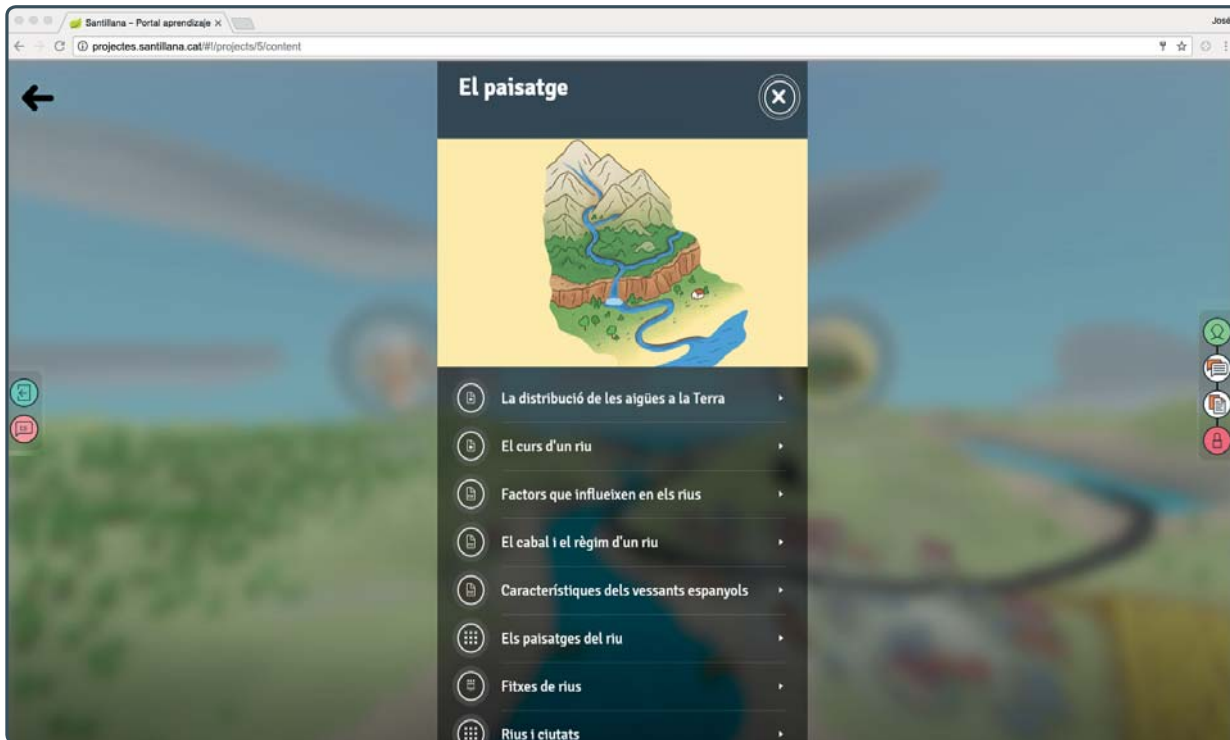 Santillana – Portal aprendizaje
José
projectes.santillana.cat/#!/projects/5/content
El paisatge
La distribució de les aigües a la Terra
El curs d'un riu
Factors que influeixen en els rius
El cabal i el règim d'un riu
Característiques dels vessants espanyols
Els paisatges del riu
Fitxes de rius
Rius i ciutats